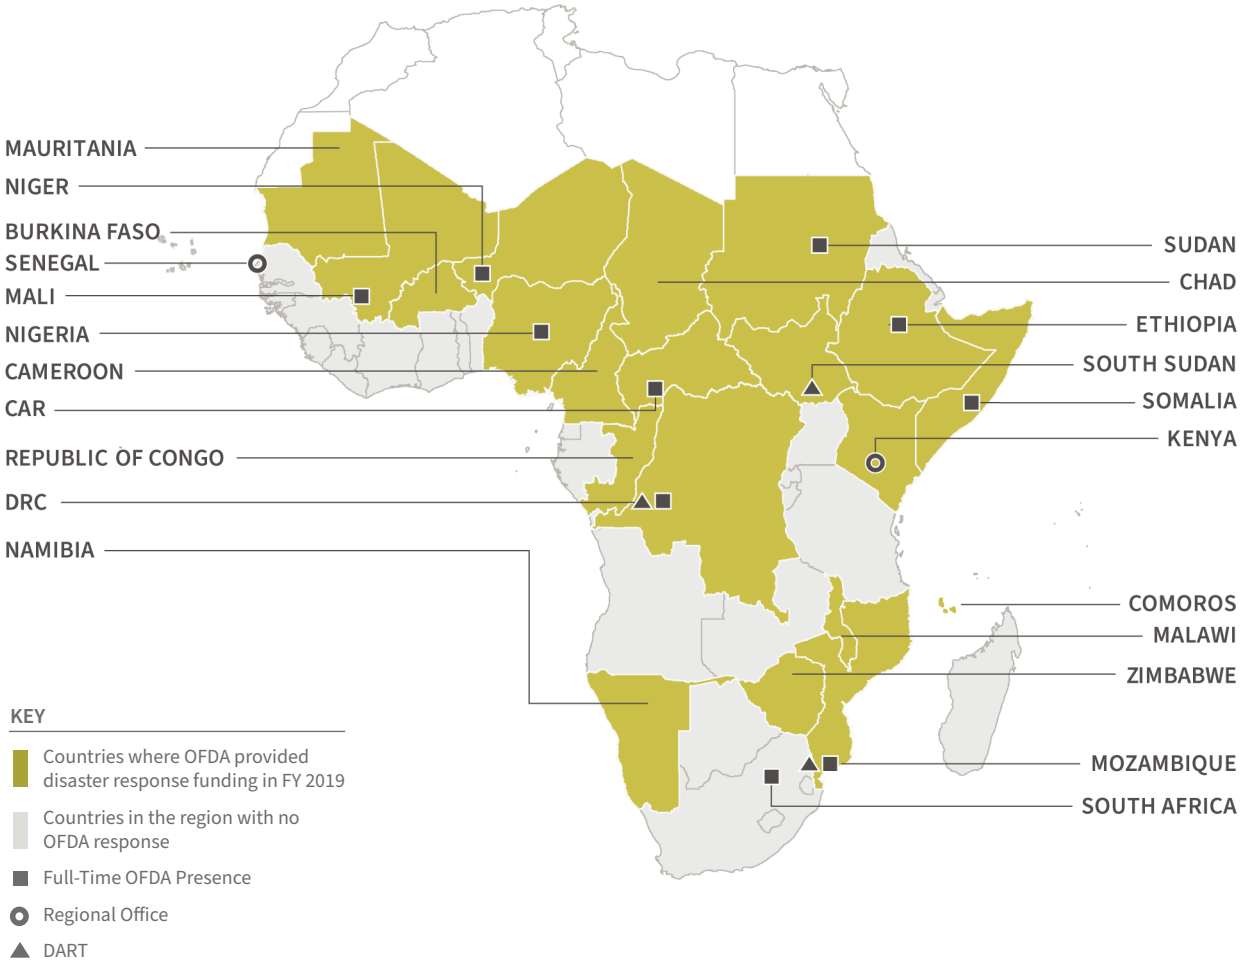 MAURITANIA
NIGER
BURKINA FASO
SENEGAL
MALI
NIGERIA
CAMEROON
CAR
REPUBLIC OF CONGO
DRC
NAMIBIA
SUDAN
CHAD
ETHIOPIA
SOUTH SUDAN
SOMALIA
KENYA
COMOROS
MALAWI
ZIMBABWE
MOZAMBIQUE
SOUTH AFRICA
KEY
Countries where OFDA provided
disaster response funding in FY 2019
Countries in the region with no
OFDA response
Full-Time OFDA Presence
Regional Office
DART